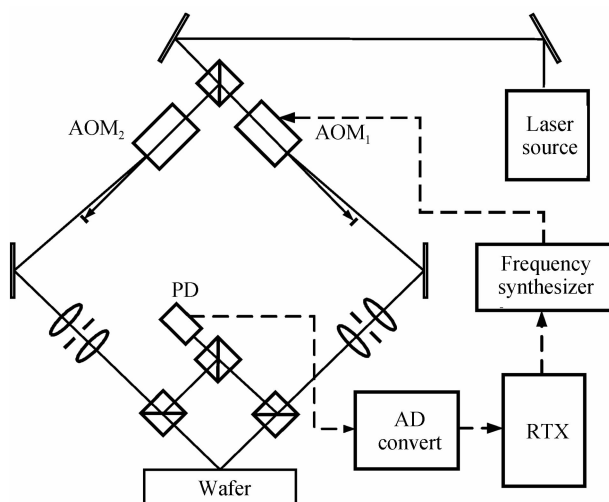 AOM₂
AOM₁
Laser
source
PD
Frequency
synthesizer
AD
convert
RTX
Wafer